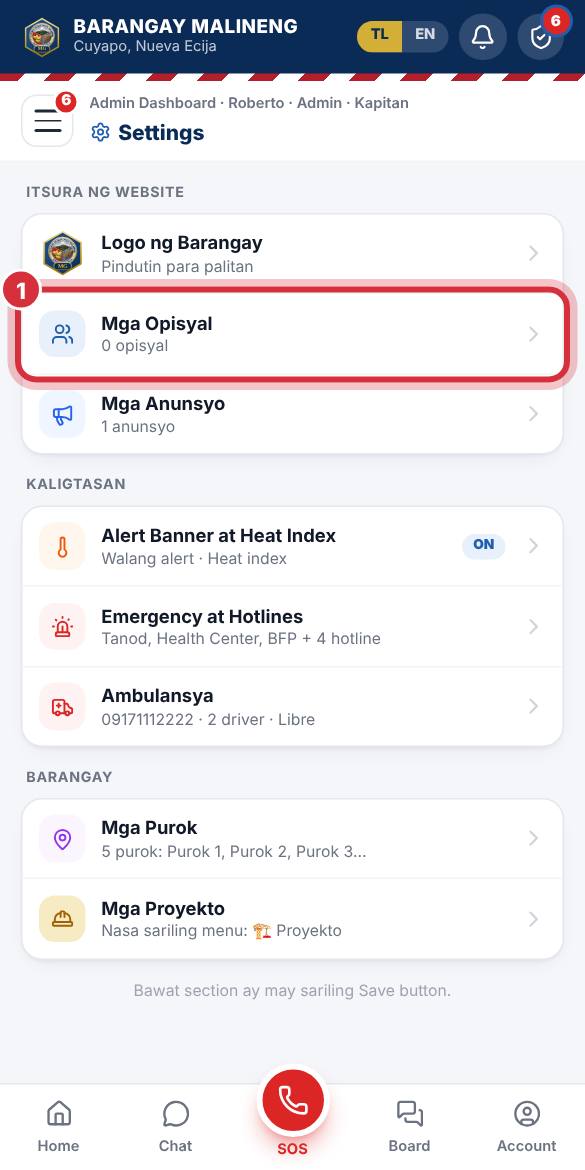 BARANGAY MALINENG
Cuyapo, Nueva Ecija
TL EN
6
6
Admin Dashboard · Roberto · Admin · Kapitan
Settings
ITSURA NG WEBSITE
Logo ng Barangay
Pindutin para palitan
1
Mga Opisyal
0 opisyal
Mga Anunsyo
1 anunsyo
KALIGTASAN
Alert Banner at Heat Index
Walang alert · Heat index
ON
Emergency at Hotlines
Tanod, Health Center, BFP + 4 hotline
Ambulansya
09171112222 · 2 driver · Libre
BARANGAY
Mga Purok
5 purok: Purok 1, Purok 2, Purok 3...
Mga Proyekto
Nasa sariling menu: 🏗️ Proyekto
Bawat section ay may sariling Save button.
Home
Chat
SOS
Board
Account